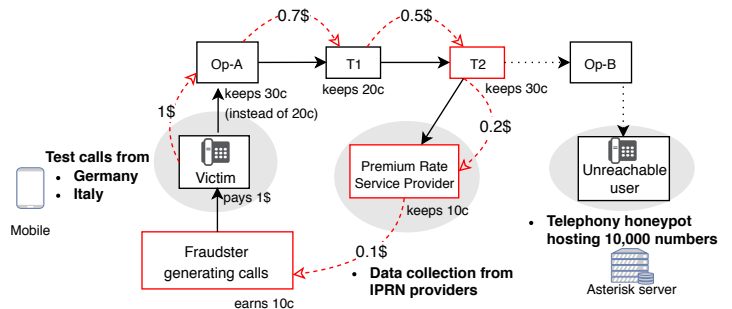 0.7$
0.5$
Op-A
T1
T2
Op-B
keeps 30c
(instead of 20c)
keeps 20c
keeps 30c
1$
0.2$
Test calls from
• Germany
• Italy
Mobile
Victim
pays 1$
Premium Rate
Service Provider
keeps 10c
Unreachable
user
• Telephony honeypot
hosting 10,000 numbers
Asterisk server
Fraudster
generating calls
earns 10c
0.1$
• Data collection from
IPRN providers